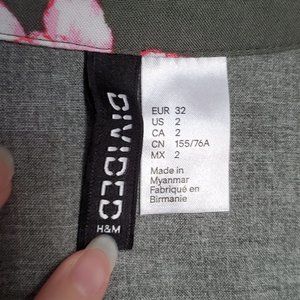 DIVIDED
H&M
EUR 32
US 2
CA 2
CN 155/76A
MX 2
Made in
Myanmar
Fabriqué en
Birmanie